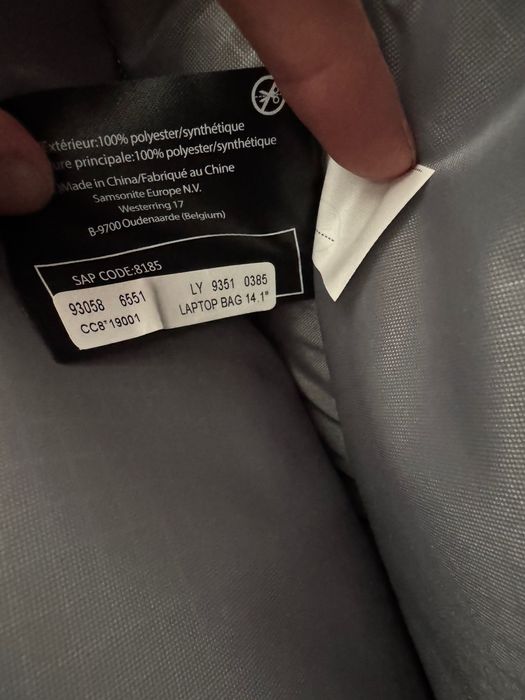 xtérieur:100% polyester/synthétique
ure principale:100% polyester/synthétique
Made in China/Fabriqué au Chine
Samsonite Europe N.V.
Westerring 17
B-9700 Oudenaarde (Belgium)
SAP CODE:8185
93058 6551 LY 9351 0385
CC8*19001 LAPTOP BAG 14.1"